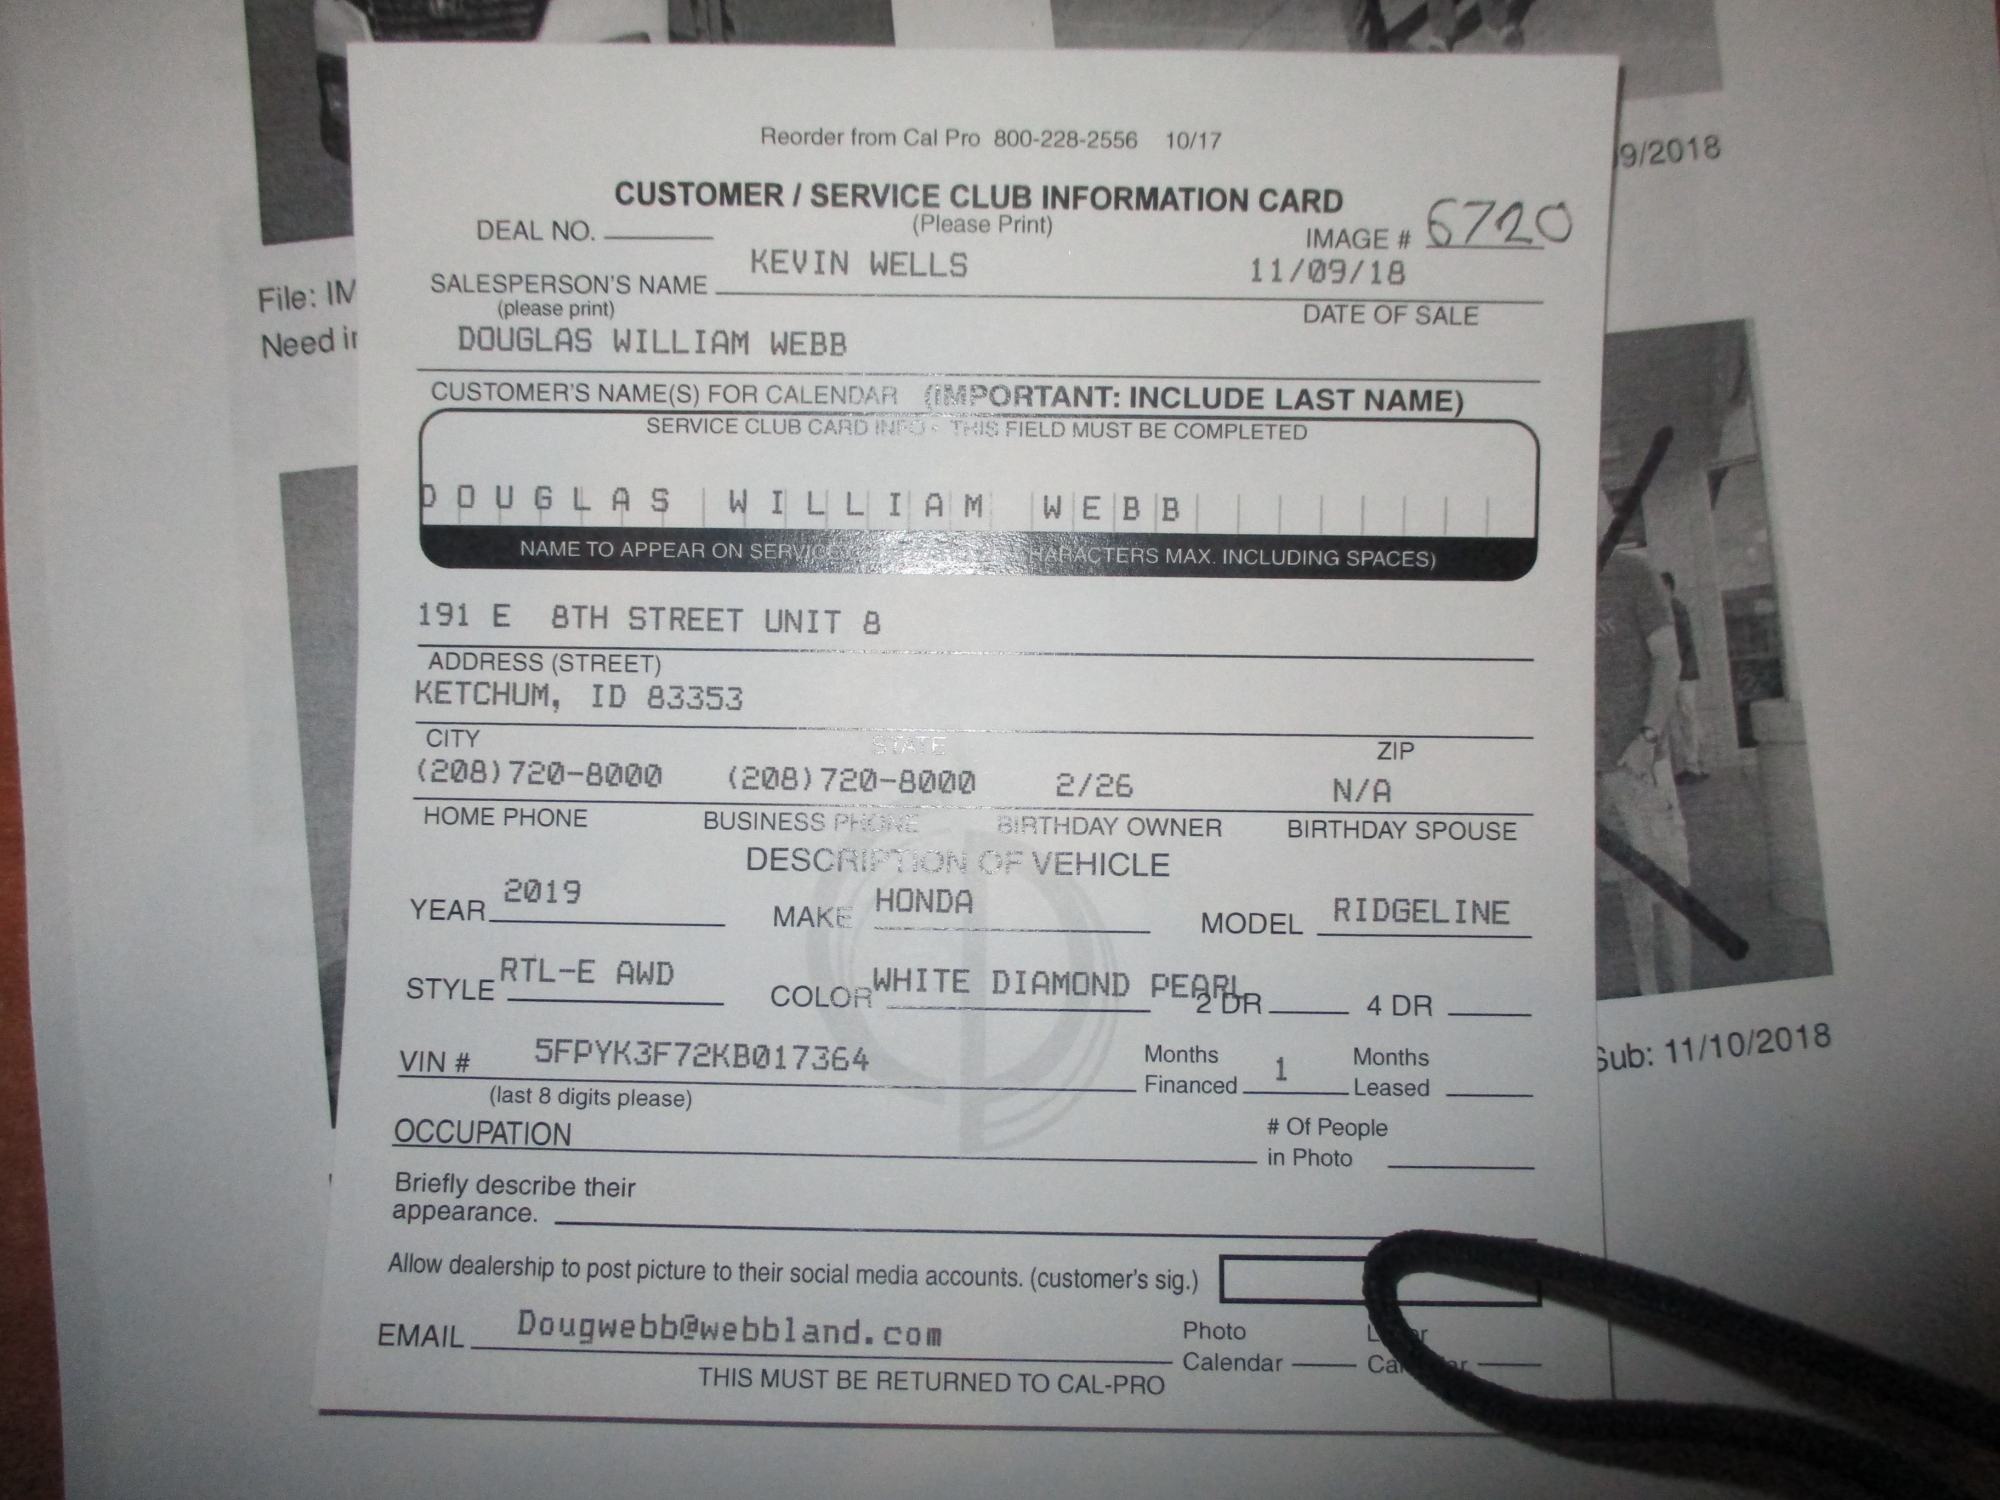 9/2018
File: IM
Need in
Sub: 11/10/2018
Reorder from Cal Pro 800-228-2556 10/17
CUSTOMER / SERVICE CLUB INFORMATION CARD
(Please Print)
DEAL NO.
IMAGE # 6720
KEVIN WELLS 11/09/18
SALESPERSON'S NAME
(please print) DATE OF SALE
DOUGLAS WILLIAM WEBB
CUSTOMER'S NAME(S) FOR CALENDAR (IMPORTANT: INCLUDE LAST NAME)
SERVICE CLUB CARD INFO - THIS FIELD MUST BE COMPLETED
DOUGLAS WILLIAM WEBB
NAME TO APPEAR ON SERVICE CHARACTERS MAX. INCLUDING SPACES)
191 E 8TH STREET UNIT 8
ADDRESS (STREET)
KETCHUM, ID 83353
CITY STATE ZIP
(208)720-8000 (208)720-8000 2/26 N/A
HOME PHONE BUSINESS PHONE BIRTHDAY OWNER BIRTHDAY SPOUSE
DESCRIPTION OF VEHICLE
YEAR 2019 MAKE HONDA MODEL RIDGELINE
STYLE RTL-E AWD COLOR WHITE DIAMOND PEARL 2 DR 4 DR
VIN # 5FPYK3F72KB017364 Months Financed 1 Months Leased
(last 8 digits please)
OCCUPATION # Of People in Photo
Briefly describe their
appearance.
Allow dealership to post picture to their social media accounts. (customer's sig.)
EMAIL Dougwebb@webbland.com Photo Calendar
THIS MUST BE RETURNED TO CAL-PRO